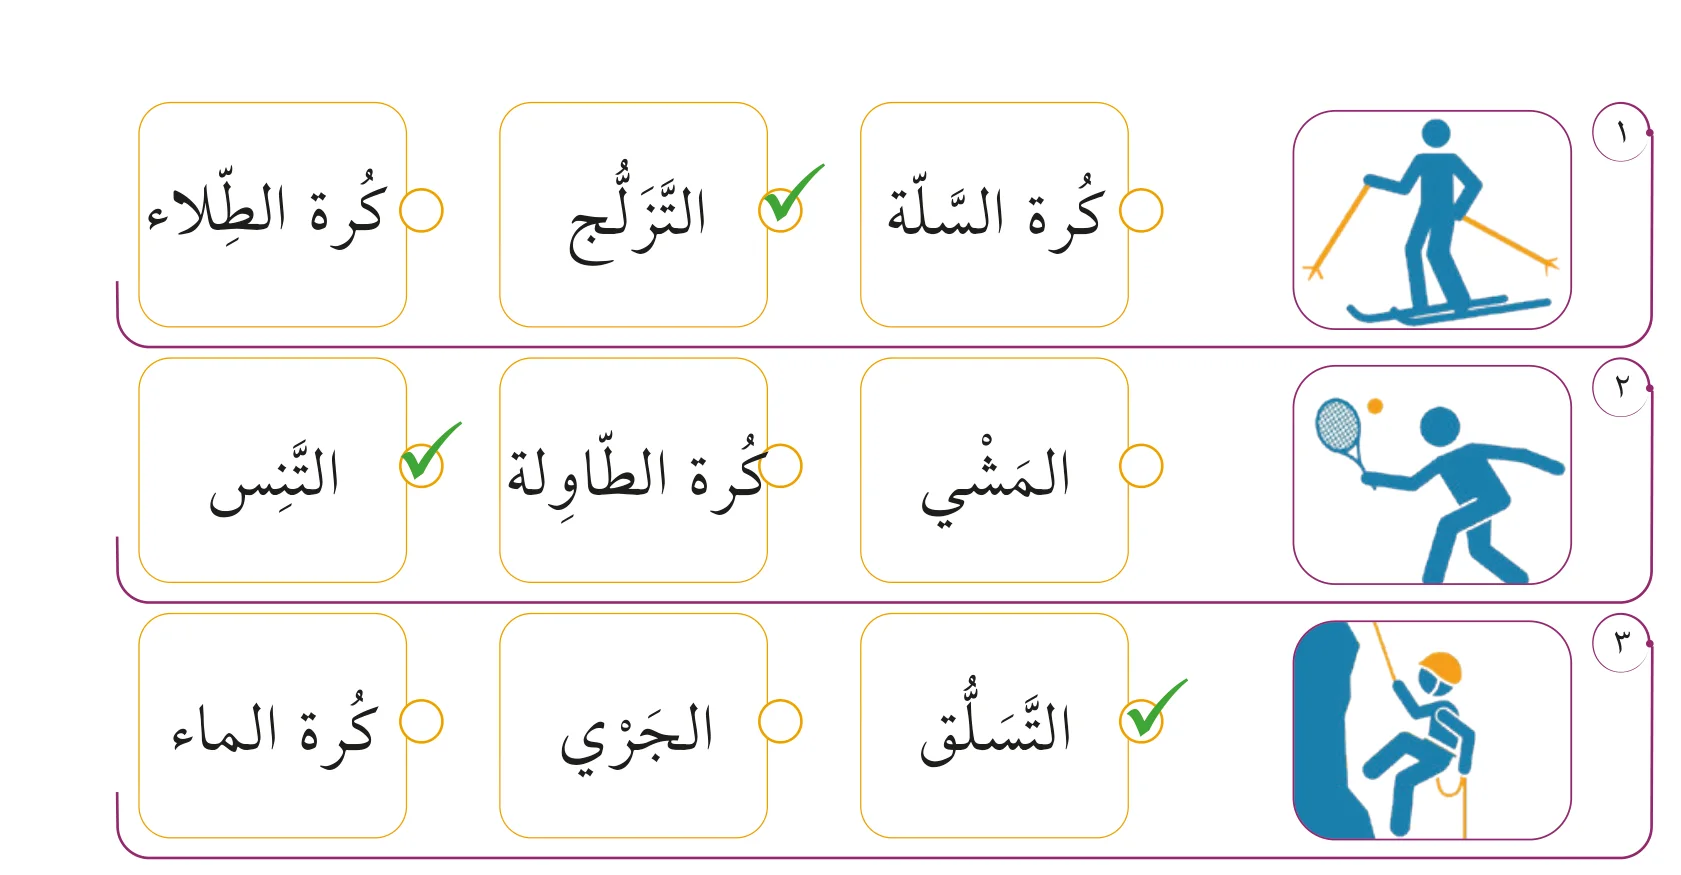 ١
كُرة السَّلّة
التَّزَلُّج
كُرة الطِّلاء
٢
المَشْي
كُرة الطّاوِلة
التَّنِس
٣
التَّسَلُّق
الجَرْي
كُرة الماء